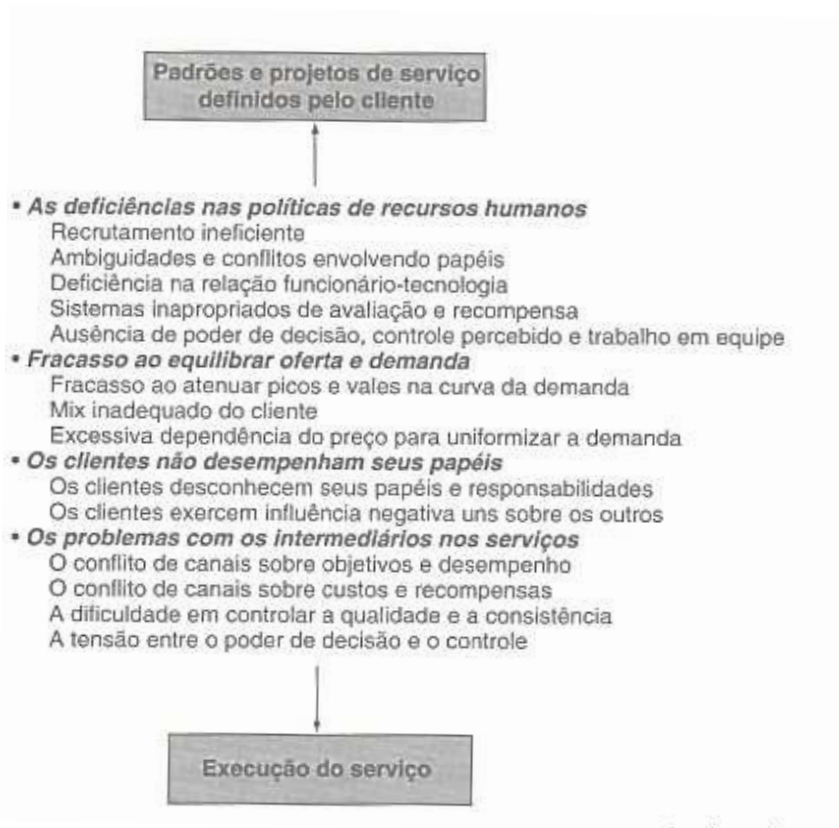 Padrões e projetos de serviço
definidos pelo cliente
• As deficiências nas políticas de recursos humanos
Recrutamento ineficiente
Ambiguidades e conflitos envolvendo papéis
Deficiência na relação funcionário-tecnologia
Sistemas inapropriados de avaliação e recompensa
Ausência de poder de decisão, controle percebido e trabalho em equipe
• Fracasso ao equilibrar oferta e demanda
Fracasso ao atenuar picos e vales na curva da demanda
Mix inadequado do cliente
Excessiva dependência do preço para uniformizar a demanda
• Os clientes não desempenham seus papéis
Os clientes desconhecem seus papéis e responsabilidades
Os clientes exercem influência negativa uns sobre os outros
• Os problemas com os intermediários nos serviços
O conflito de canais sobre objetivos e desempenho
O conflito de canais sobre custos e recompensas
A dificuldade em controlar a qualidade e a consistência
A tensão entre o poder de decisão e o controle
Execução do serviço